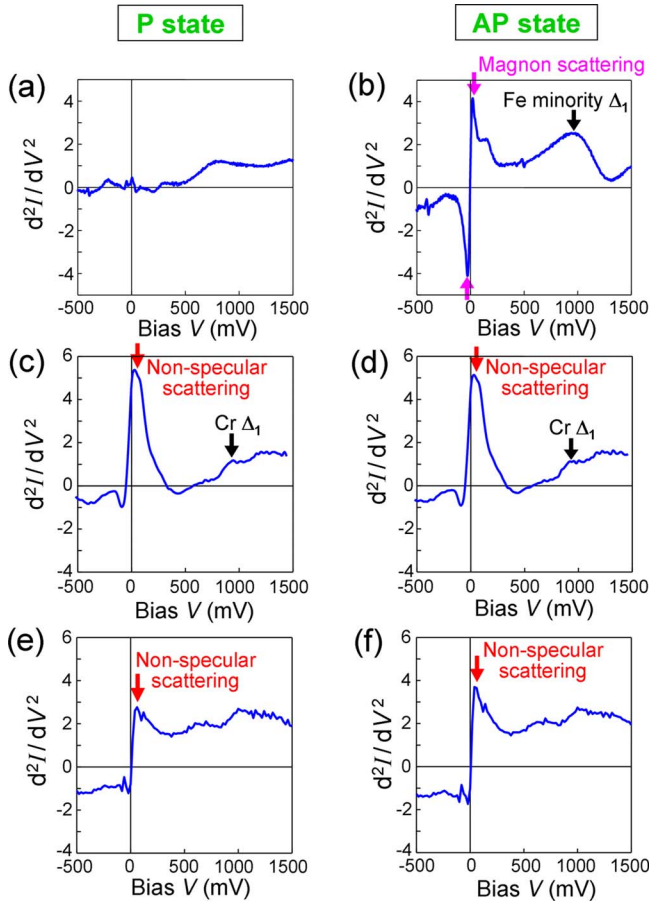 P state
AP state
(a)
4
2
0
-2
-4
d²I / dV²
-500 0 500 1000 1500
Bias V (mV)
(b)
Magnon scattering
Fe minority Δ₁
4
2
0
-2
-4
d²I / dV²
-500 0 500 1000 1500
Bias V (mV)
(c)
Non-specular
scattering
Cr Δ₁
6
4
2
0
-2
-4
d²I / dV²
-500 0 500 1000 1500
Bias V (mV)
(d)
Non-specular
scattering
Cr Δ₁
6
4
2
0
-2
-4
d²I / dV²
-500 0 500 1000 1500
Bias V (mV)
(e)
Non-specular
scattering
6
4
2
0
-2
-4
d²I / dV²
-500 0 500 1000 1500
Bias V (mV)
(f)
Non-specular
scattering
6
4
2
0
-2
-4
d²I / dV²
-500 0 500 1000 1500
Bias V (mV)